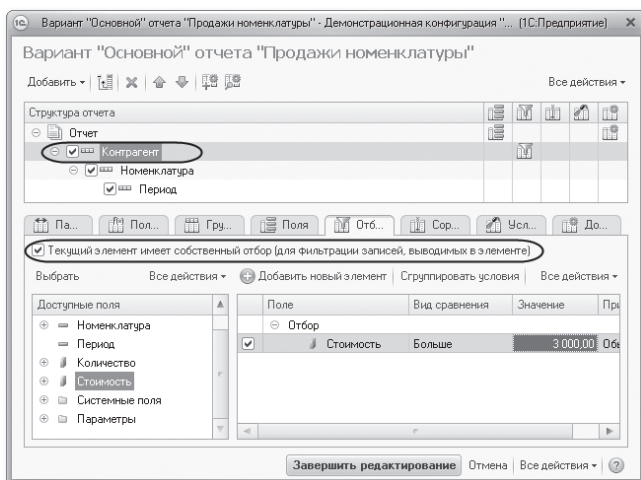 Вариант "Основной" отчета "Продажи номенклатуры" - Демонстрационная конфигурация "... (1С:Предприятие)
Вариант "Основной" отчета "Продажи номенклатуры"
Добавить Все действия
Структура отчета
Отчет
Контрагент
Номенклатура
Период
Па... Пол... Гру... Поля Отб... Сор... Усл... До...
Текущий элемент имеет собственный отбор (для фильтрации записей, выводимых в элементе)
Выбрать Все действия Добавить новый элемент Сгруппировать условия Все действия
Доступные поля Поле Вид сравнения Значение При
Номенклатура Отбор
Период Стоимость Больше 3 000,00 Обы
Количество
Стоимость
Системные поля
Параметры
Завершить редактирование Отмена Все действия ?